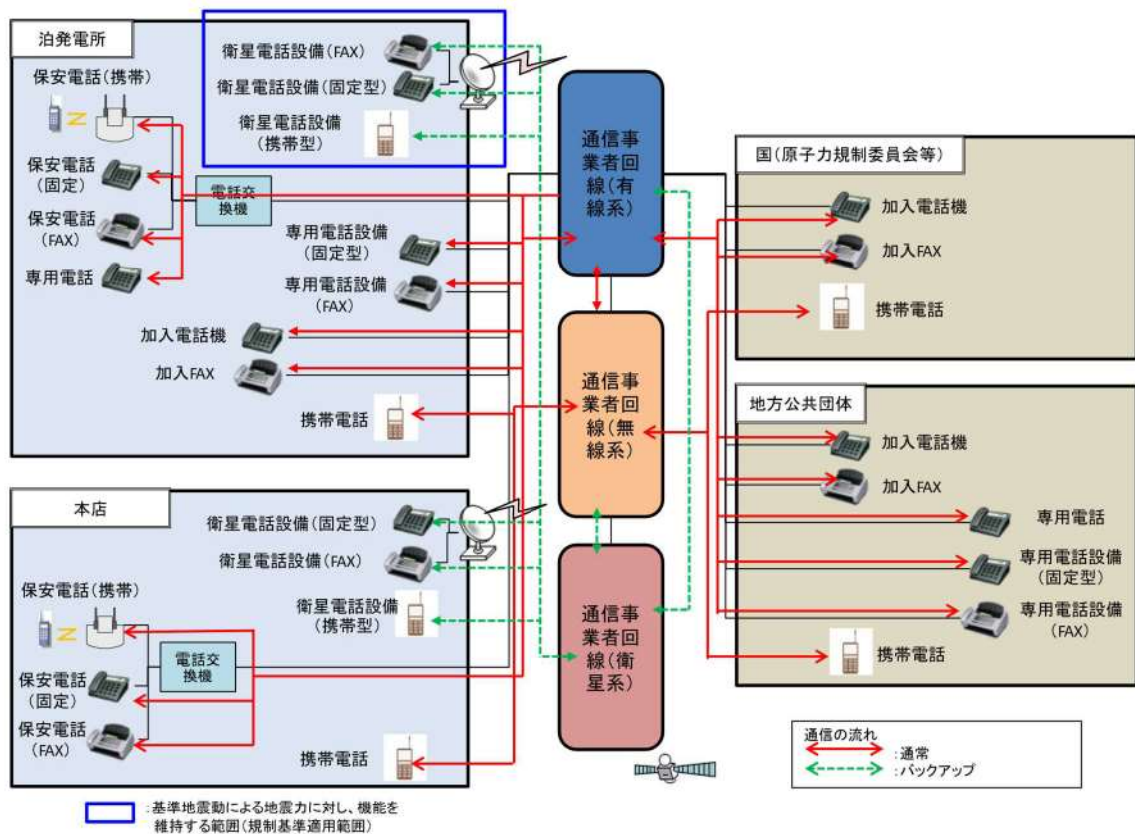 泊発電所
衛星電話設備(FAX)
衛星電話設備(固定型)
衛星電話設備
(携帯型)
保安電話(携帯)
保安電話
(固定)
電話交
換機
保安電話
(FAX)
専用電話
専用電話設備
(固定型)
専用電話設備
(FAX)
加入電話機
加入FAX
携帯電話
本店
衛星電話設備(固定型)
衛星電話設備(FAX)
衛星電話設備
(携帯型)
保安電話(携帯)
電話交
換機
保安電話
(固定)
保安電話
(FAX)
携帯電話
通信事
業者回
線(有
線系)
通信事
業者回
線(無
線系)
通信事
業者回
線(衛
星系)
国(原子力規制委員会等)
加入電話機
加入FAX
携帯電話
地方公共団体
加入電話機
加入FAX
専用電話
専用電話設備
(固定型)
専用電話設備
(FAX)
携帯電話
通信の流れ
:通常
:バックアップ
:基準地震動による地震力に対し、機能を
維持する範囲(規制基準適用範囲)